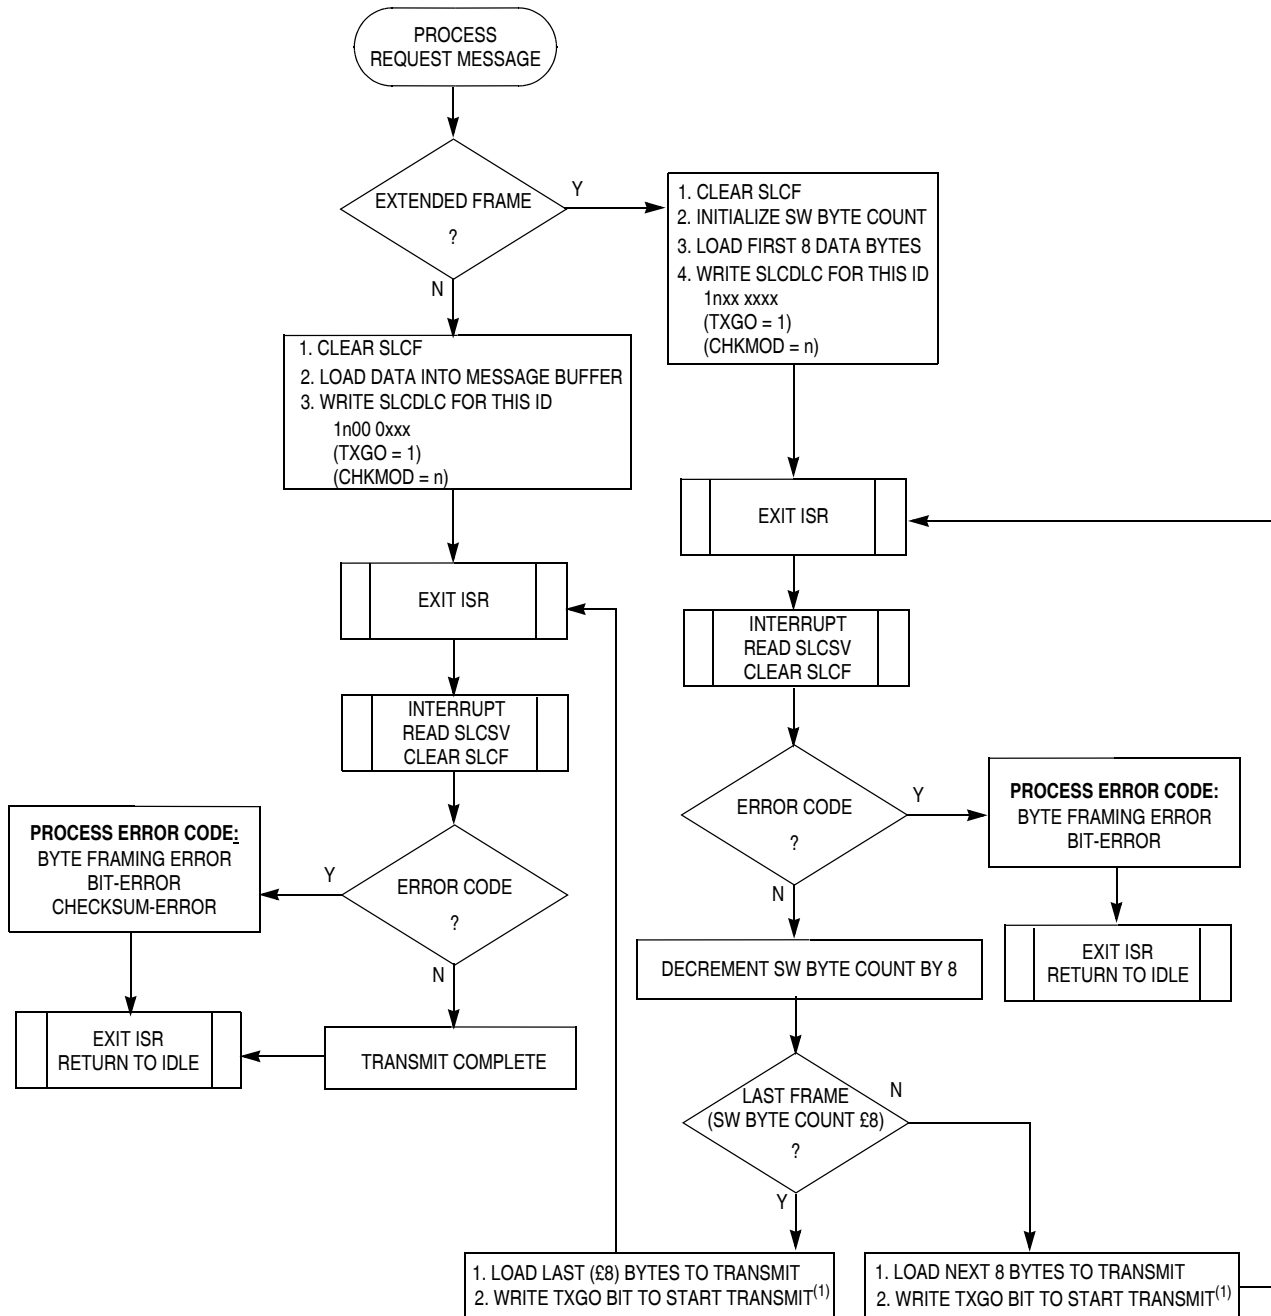 PROCESS
REQUEST MESSAGE
EXTENDED FRAME
?
Y
N
1. CLEAR SLCF
2. INITIALIZE SW BYTE COUNT
3. LOAD FIRST 8 DATA BYTES
4. WRITE SLCDLC FOR THIS ID
1nxx xxxx
(TXGO = 1)
(CHKMOD = n)
1. CLEAR SLCF
2. LOAD DATA INTO MESSAGE BUFFER
3. WRITE SLCDLC FOR THIS ID
1n00 0xxx
(TXGO = 1)
(CHKMOD = n)
EXIT ISR
INTERRUPT
READ SLCSV
CLEAR SLCF
ERROR CODE
?
Y
N
PROCESS ERROR CODE:
BYTE FRAMING ERROR
BIT-ERROR
CHECKSUM-ERROR
EXIT ISR
RETURN TO IDLE
TRANSMIT COMPLETE
EXIT ISR
INTERRUPT
READ SLCSV
CLEAR SLCF
ERROR CODE
?
Y
N
PROCESS ERROR CODE:
BYTE FRAMING ERROR
BIT-ERROR
EXIT ISR
RETURN TO IDLE
DECREMENT SW BYTE COUNT BY 8
LAST FRAME
(SW BYTE COUNT £8)
?
N
Y
1. LOAD LAST (£8) BYTES TO TRANSMIT
2. WRITE TXGO BIT TO START TRANSMIT(1)
1. LOAD NEXT 8 BYTES TO TRANSMIT
2. WRITE TXGO BIT TO START TRANSMIT(1)